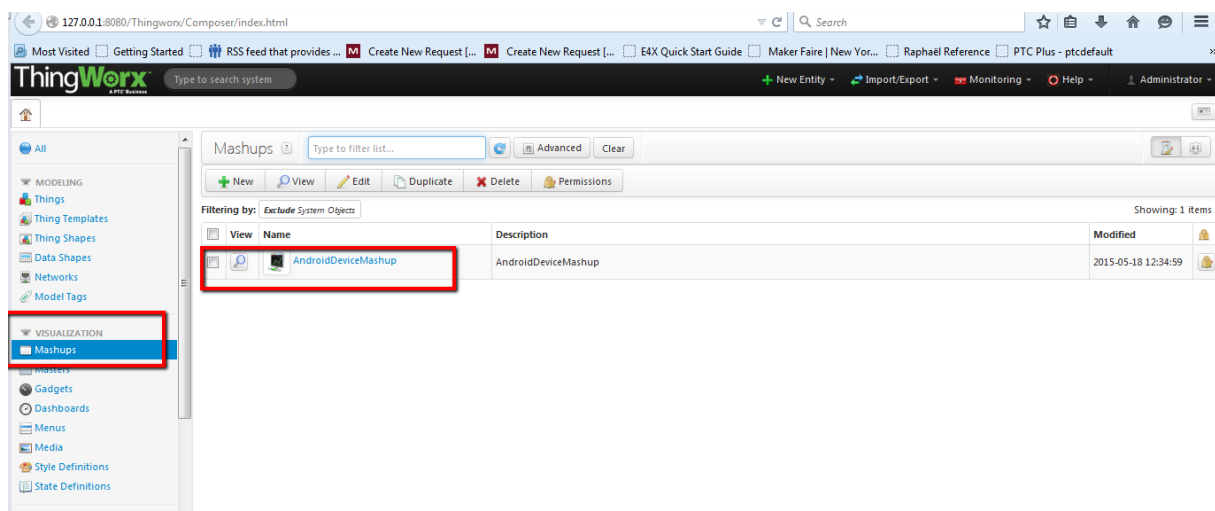 127.0.0.1:8080/Thingworx/Composer/index.html
Search
Most Visited Getting Started RSS feed that provides ... M Create New Request [... M Create New Request [... E4X Quick Start Guide Maker Faire | New Yor... Raphaël Reference PTC Plus - ptcdefault »
ThingWorx
A PTC Business
Type to search system
New Entity Import/Export Monitoring Help Administrator
All
Mashups ? Type to filter list... Advanced Clear
MODELING
New View Edit Duplicate Delete Permissions
Things
Thing Templates
Thing Shapes
Data Shapes
Networks
Model Tags
Filtering by: Exclude System Objects
Showing: 1 items
View Name Description Modified
AndroidDeviceMashup AndroidDeviceMashup 2015-05-18 12:34:59
VISUALIZATION
Mashups
Masters
Gadgets
Dashboards
Menus
Media
Style Definitions
State Definitions